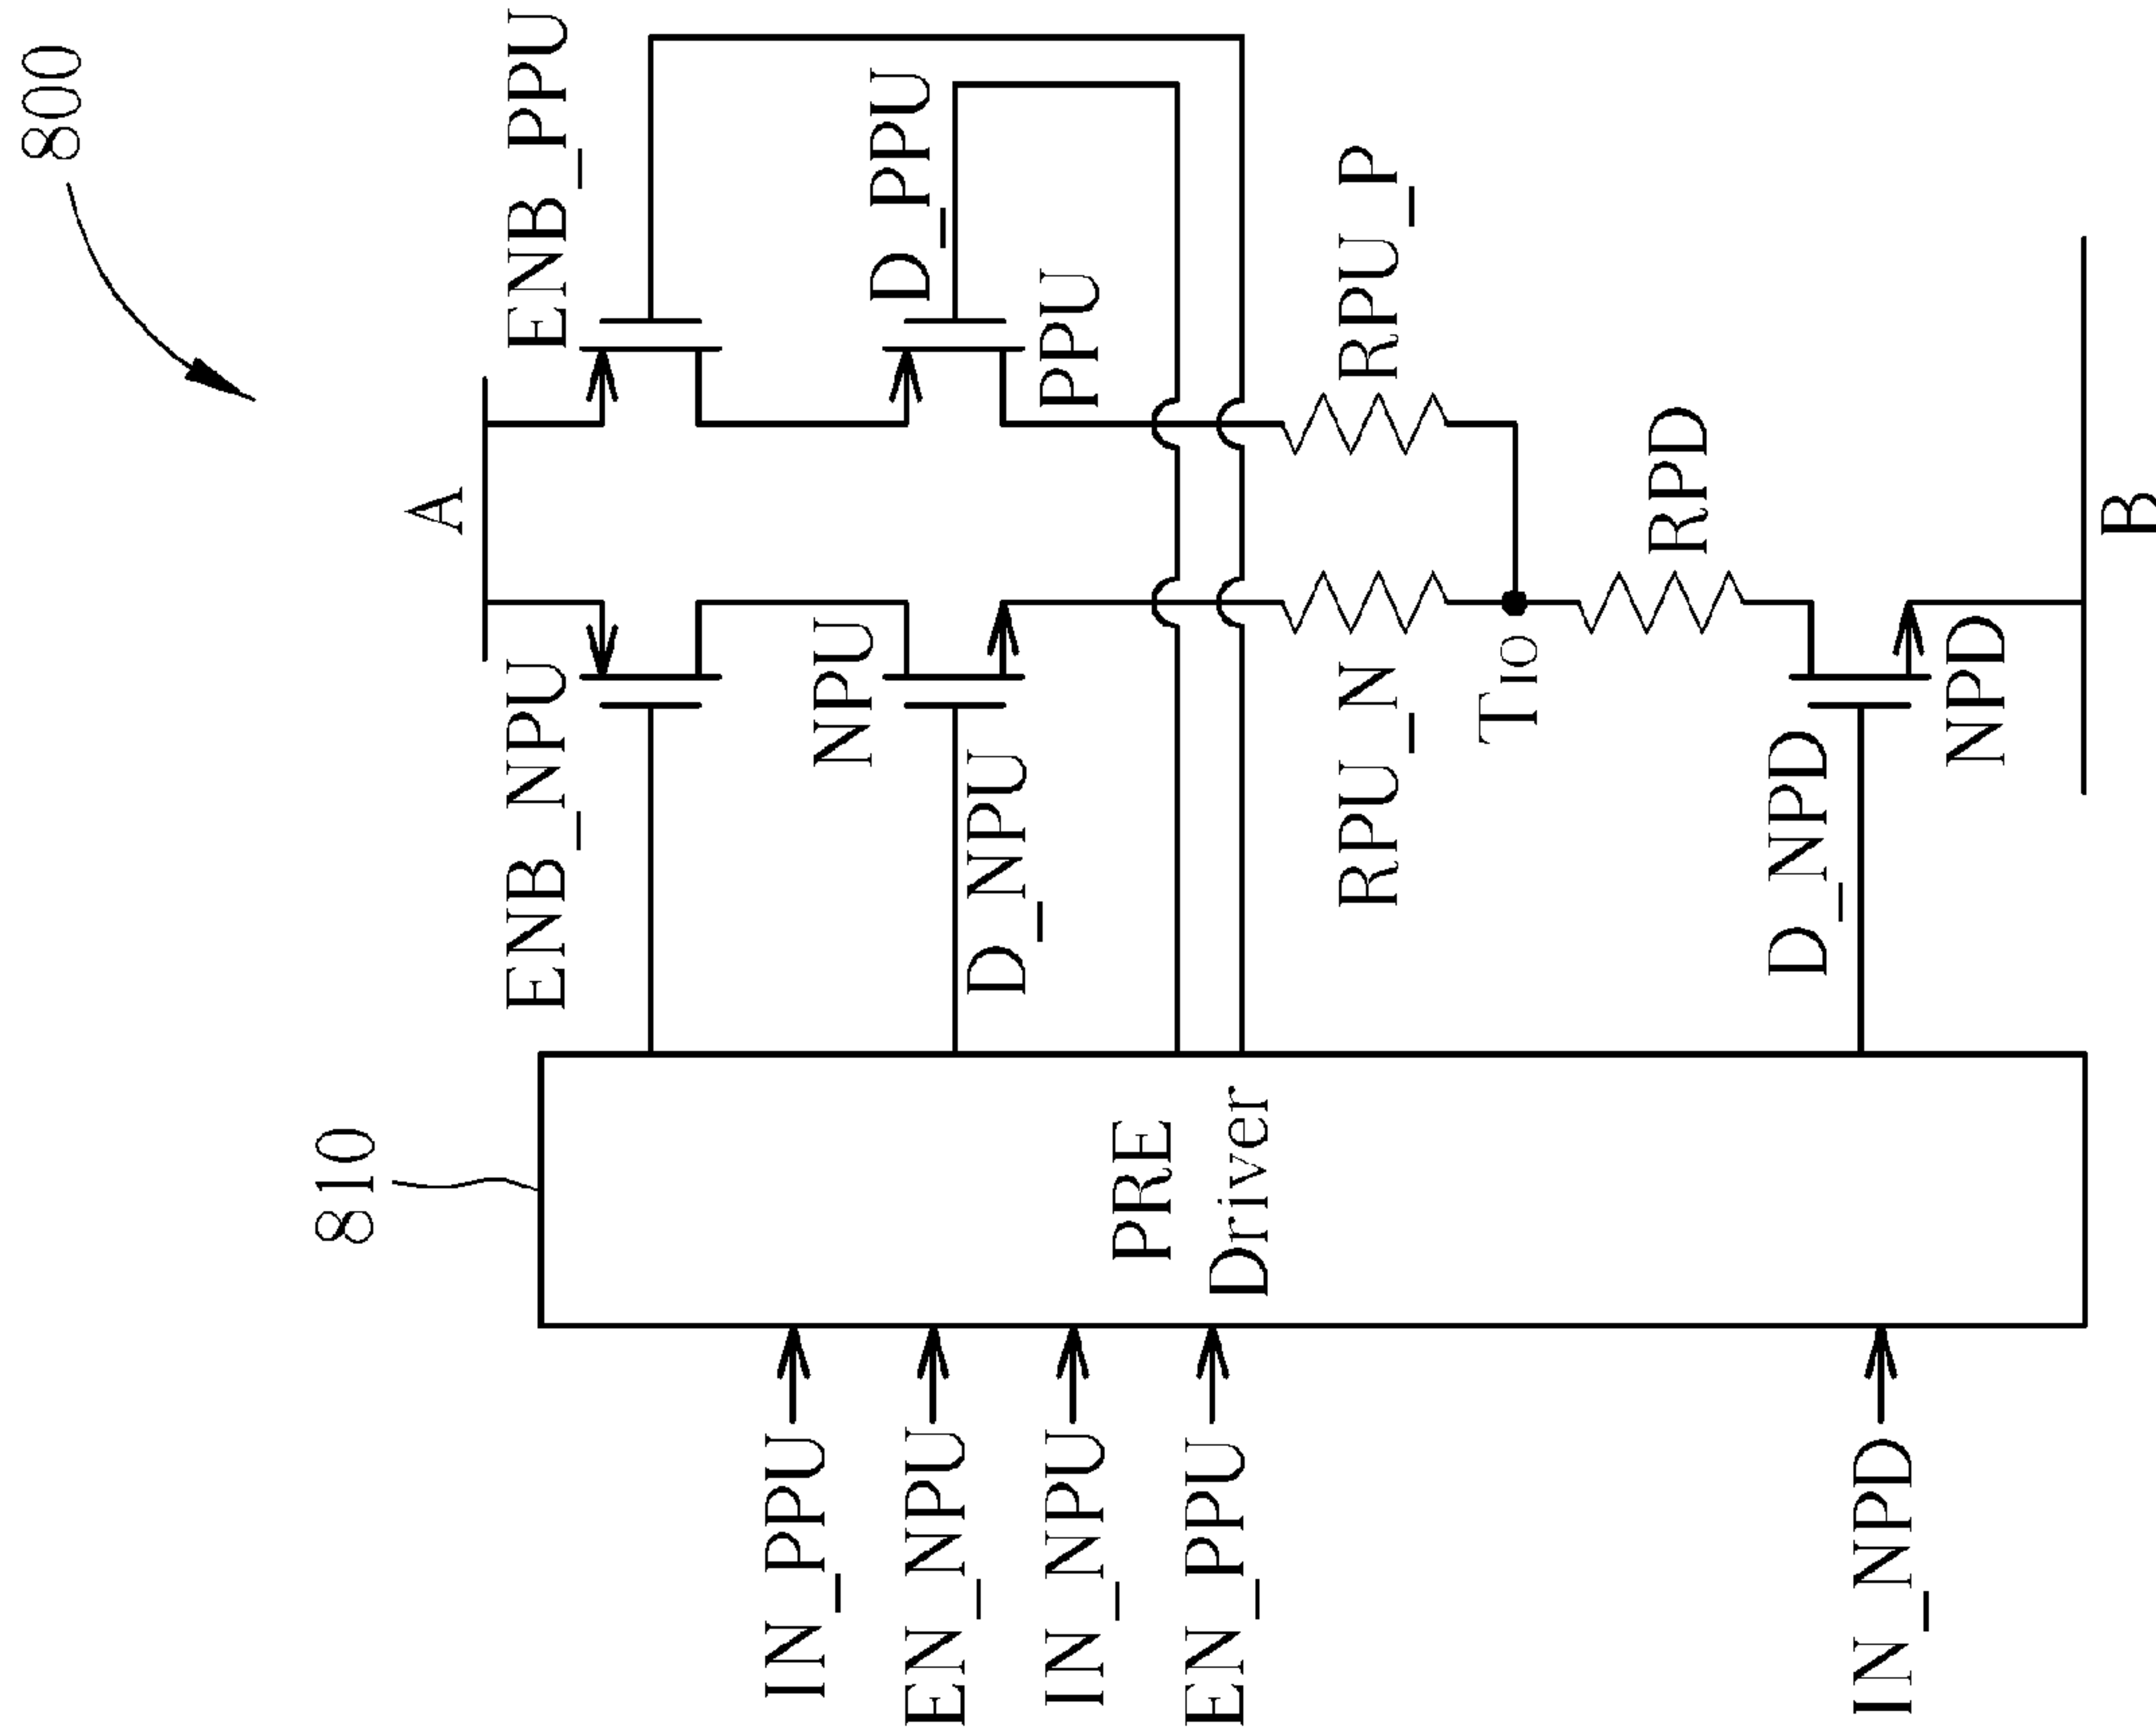 800
810
A
ENB_NPU
ENB_PPU
NPU
D_PPU
D_NPU
PPU
IN_PPU
EN_NPU
IN_NPU
EN_PPU
PRE
Driver
RPU_N
RPU_P
TIO
RPD
D_NPD
IN_NPD
NPD
B